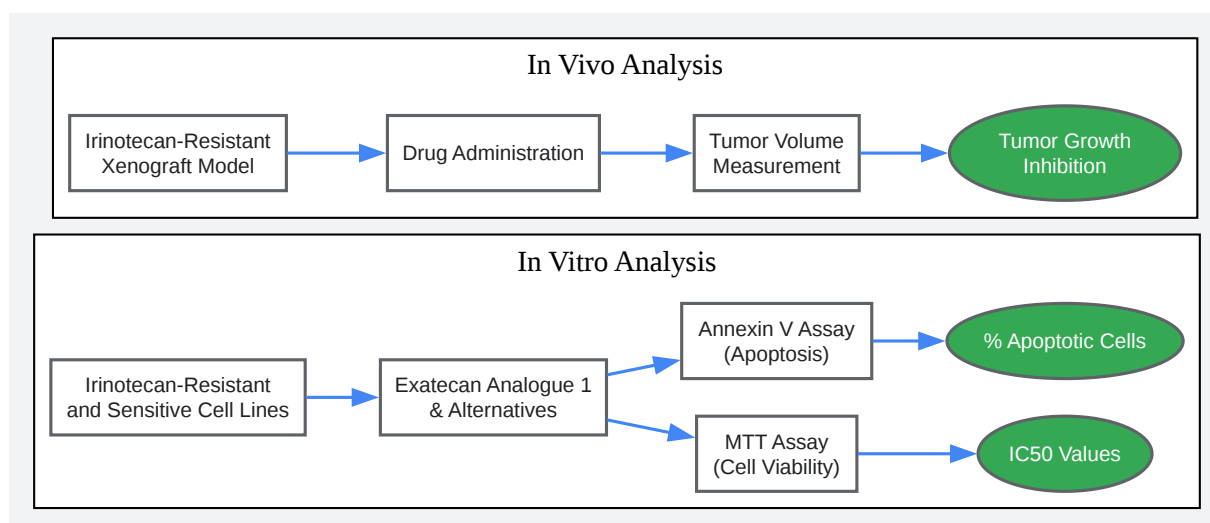 In Vivo Analysis
Irinotecan-Resistant
Xenograft Model
Drug Administration
Tumor Volume
Measurement
Tumor Growth
Inhibition
In Vitro Analysis
Irinotecan-Resistant
and Sensitive Cell Lines
Exatecan Analogue 1
& Alternatives
Annexin V Assay
(Apoptosis)
% Apoptotic Cells
MTT Assay
(Cell Viability)
IC50 Values